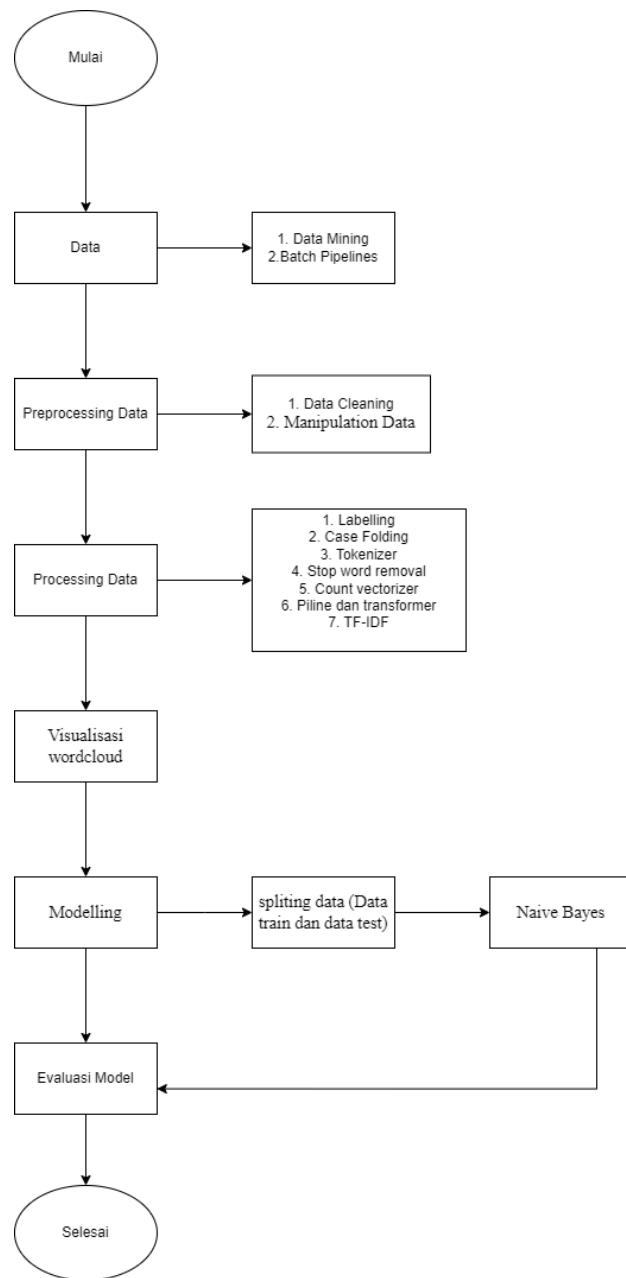 Mulai
Data
1. Data Mining
2.Batch Pipelines
Preprocessing Data
1. Data Cleaning
2. Manipulation Data
Processing Data
1. Labelling
2. Case Folding
3. Tokenizer
4. Stop word removal
5. Count vectorizer
6. Piline dan transformer
7. TF-IDF
Visualisasi
wordcloud
Modelling
spliting data (Data
train dan data test)
Naive Bayes
Evaluasi Model
Selesai